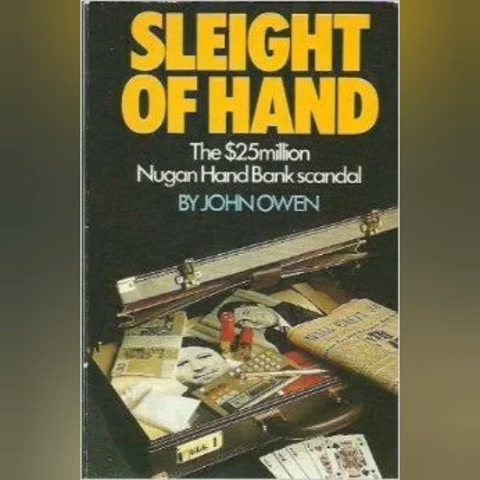 SLEIGHT
OF HAND
The $25million
Nugan Hand Bank scandal
BY JOHN OWEN